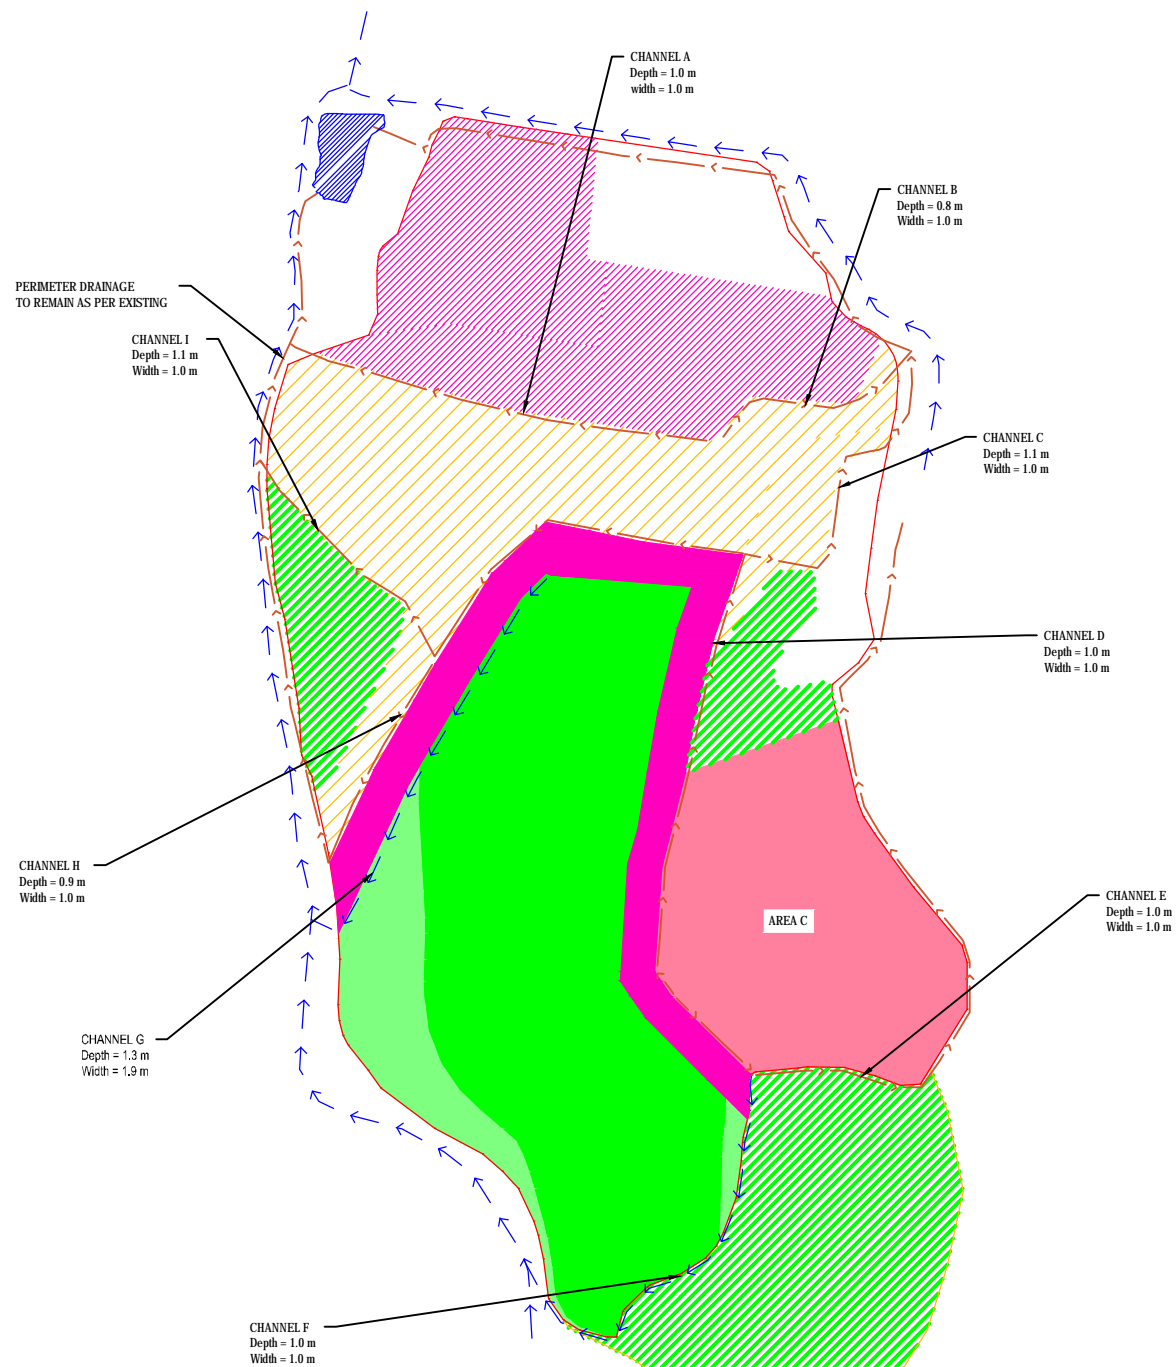 CHANNEL A
Depth = 1.0 m
width = 1.0 m
CHANNEL B
Depth = 0.8 m
Width = 1.0 m
PERIMETER DRAINAGE
TO REMAIN AS PER EXISTING
CHANNEL I
Depth = 1.1 m
Width = 1.0 m
CHANNEL C
Depth = 1.1 m
Width = 1.0 m
CHANNEL D
Depth = 1.0 m
Width = 1.0 m
CHANNEL H
Depth = 0.9 m
Width = 1.0 m
CHANNEL E
Depth = 1.0 m
Width = 1.0 m
AREA C
CHANNEL G
Depth = 1.3 m
Width = 1.9 m
CHANNEL F
Depth = 1.0 m
Width = 1.0 m